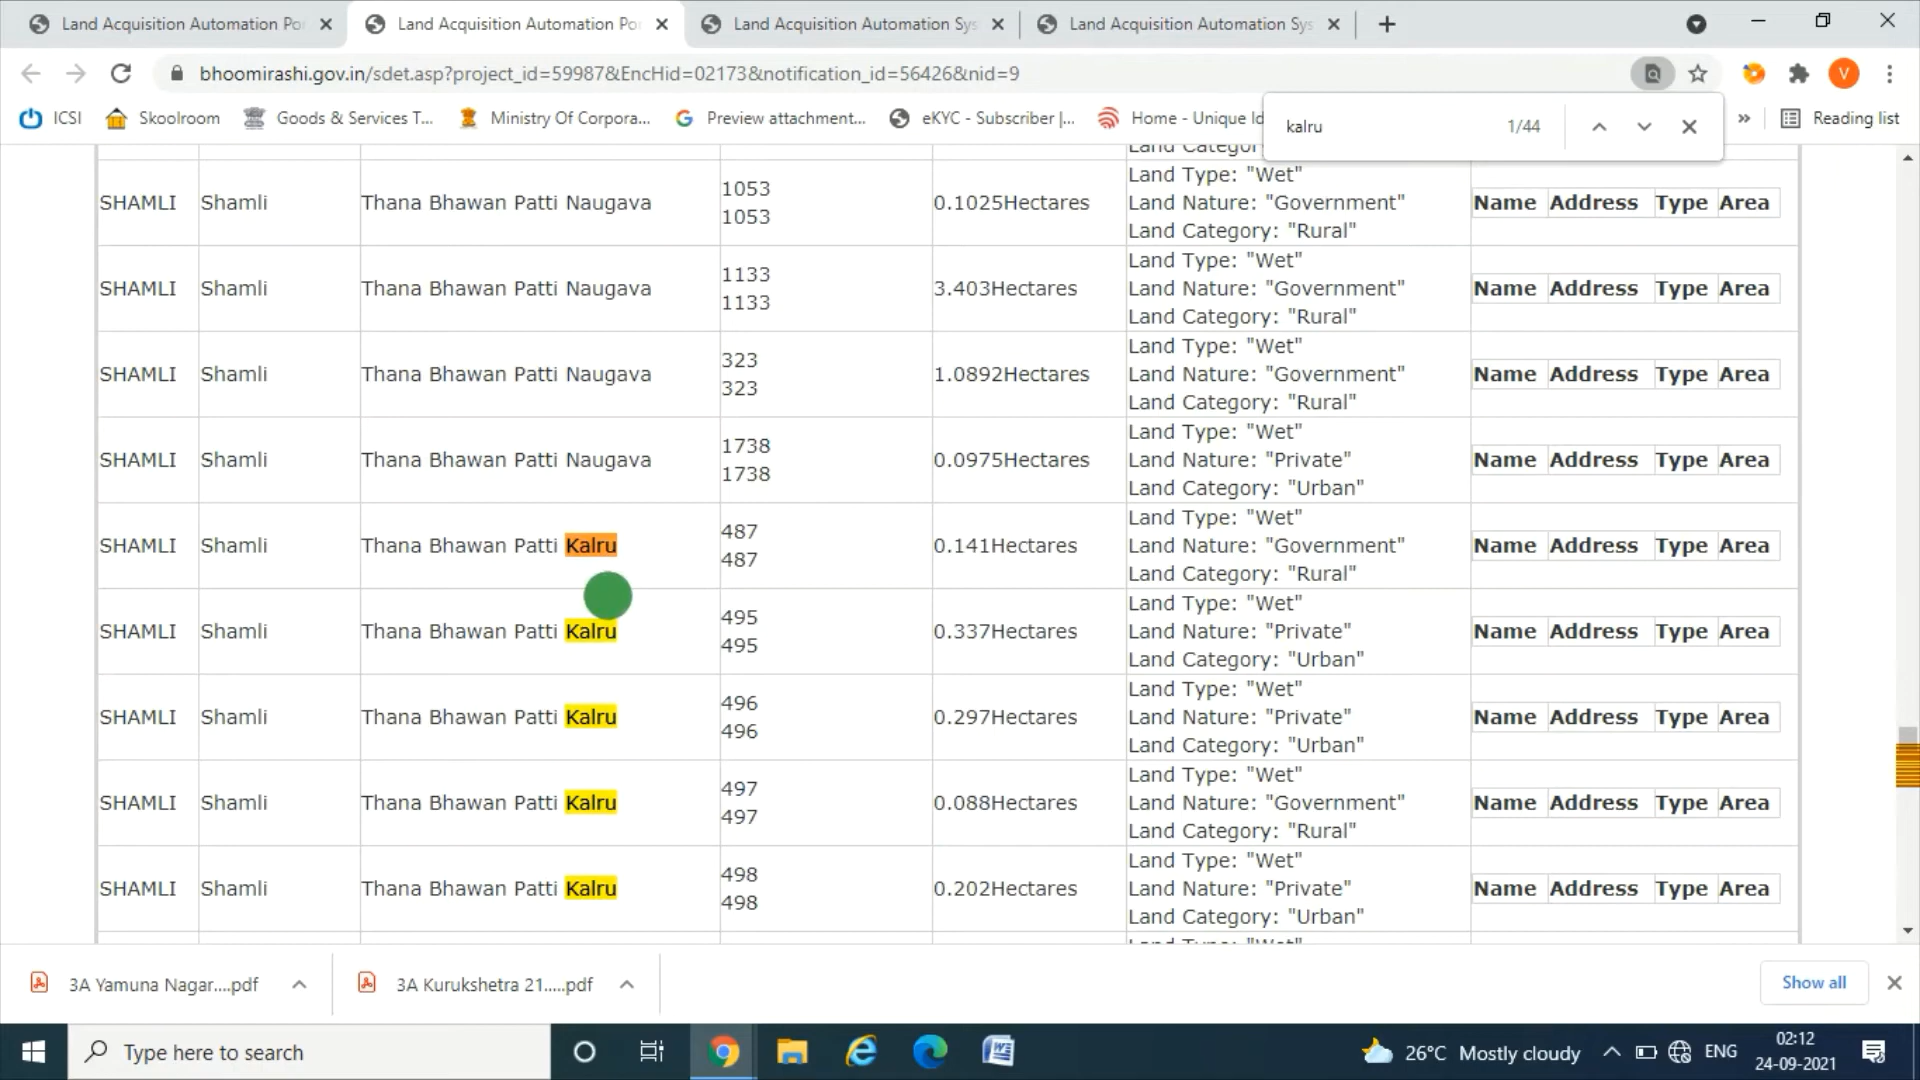 Land Acquisition Automation Po
Land Acquisition Automation Po
Land Acquisition Automation Sys
Land Acquisition Automation Sys
bhoomirashi.gov.in/sdet.asp?project_id=59987&EncHid=02173&notification_id=56426&nid=9
V
ICSI
Skoolroom
Goods & Services T...
Ministry Of Corpora...
Preview attachment...
eKYC - Subscriber |...
Home - Unique Id
Reading list
kalru 1/44
Land Category
SHAMLI Shamli Thana Bhawan Patti Naugava 1053 1053 0.1025Hectares Land Type: "Wet" Land Nature: "Government" Land Category: "Rural" Name Address Type Area
SHAMLI Shamli Thana Bhawan Patti Naugava 1133 1133 3.403Hectares Land Type: "Wet" Land Nature: "Government" Land Category: "Rural" Name Address Type Area
SHAMLI Shamli Thana Bhawan Patti Naugava 323 323 1.0892Hectares Land Type: "Wet" Land Nature: "Government" Land Category: "Rural" Name Address Type Area
SHAMLI Shamli Thana Bhawan Patti Naugava 1738 1738 0.0975Hectares Land Type: "Wet" Land Nature: "Private" Land Category: "Urban" Name Address Type Area
SHAMLI Shamli Thana Bhawan Patti Kalru 487 487 0.141Hectares Land Type: "Wet" Land Nature: "Government" Land Category: "Rural" Name Address Type Area
SHAMLI Shamli Thana Bhawan Patti Kalru 495 495 0.337Hectares Land Type: "Wet" Land Nature: "Private" Land Category: "Urban" Name Address Type Area
SHAMLI Shamli Thana Bhawan Patti Kalru 496 496 0.297Hectares Land Type: "Wet" Land Nature: "Private" Land Category: "Urban" Name Address Type Area
SHAMLI Shamli Thana Bhawan Patti Kalru 497 497 0.088Hectares Land Type: "Wet" Land Nature: "Government" Land Category: "Rural" Name Address Type Area
SHAMLI Shamli Thana Bhawan Patti Kalru 498 498 0.202Hectares Land Type: "Wet" Land Nature: "Private" Land Category: "Urban" Name Address Type Area
3A Yamuna Nagar....pdf
3A Kurukshetra 21.....pdf
Show all
Type here to search
26°C Mostly cloudy
ENG
02:12
24-09-2021